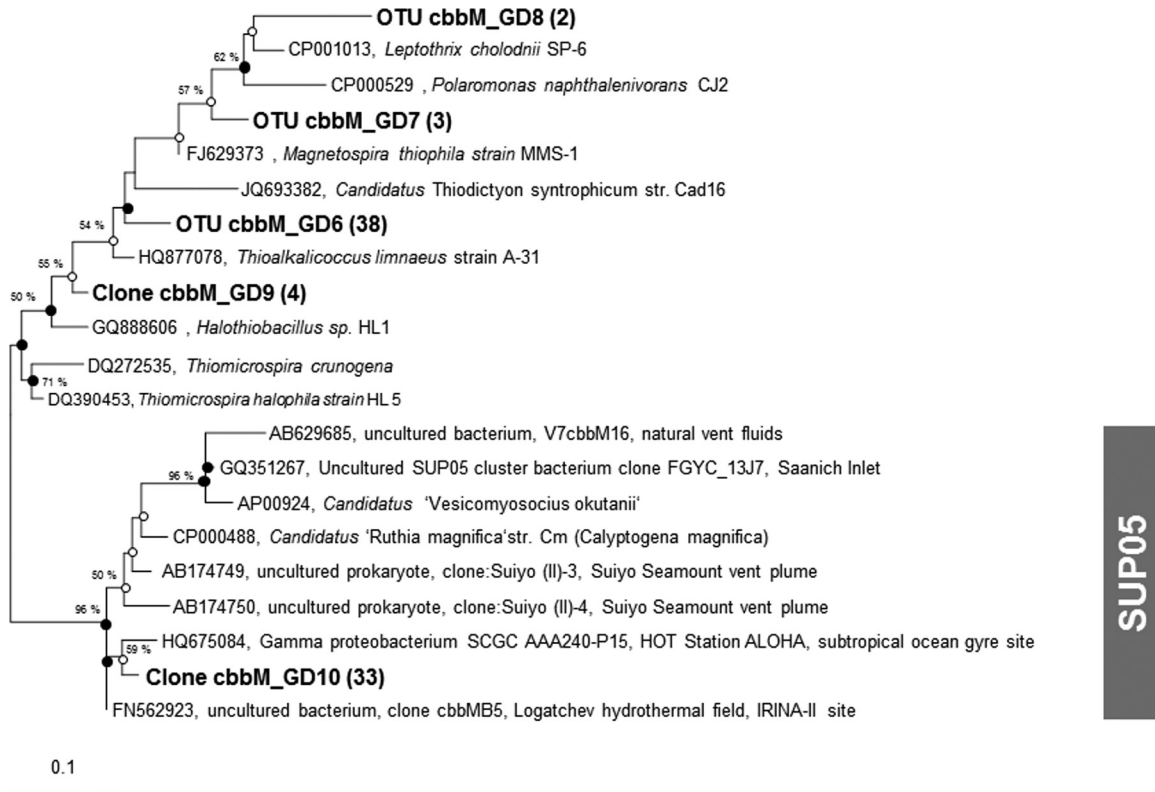 OTU cbbM_GD8 (2)
CP001013, Leptothrix cholodnii SP-6
62 %
CP000529 , Polaromonas naphthalenivorans CJ2
57 %
OTU cbbM_GD7 (3)
FJ629373 , Magnetospira thiophila strain MMS-1
JQ693382, Candidatus Thiodictyon syntrophicum str. Cad16
54 %
OTU cbbM_GD6 (38)
HQ877078, Thioalkalicoccus limnaeus strain A-31
55 %
Clone cbbM_GD9 (4)
50 %
GQ888606 , Halothiobacillus sp. HL1
DQ272535, Thiomicrospira crunogena
71 %
DQ390453, Thiomicrospira halophila strain HL 5
AB629685, uncultured bacterium, V7cbbM16, natural vent fluids
96 %
GQ351267, Uncultured SUP05 cluster bacterium clone FGYC_13J7, Saanich Inlet
AP00924, Candidatus 'Vesicomyosocius okutanii'
CP000488, Candidatus 'Ruthia magnifica'str. Cm (Calyptogena magnifica)
50 %
AB174749, uncultured prokaryote, clone:Suiyo (II)-3, Suiyo Seamount vent plume
96 %
AB174750, uncultured prokaryote, clone:Suiyo (II)-4, Suiyo Seamount vent plume
HQ675084, Gamma proteobacterium SCGC AAA240-P15, HOT Station ALOHA, subtropical ocean gyre site
59 %
Clone cbbM_GD10 (33)
FN562923, uncultured bacterium, clone cbbMB5, Logatchev hydrothermal field, IRINA-II site
SUP05
0.1